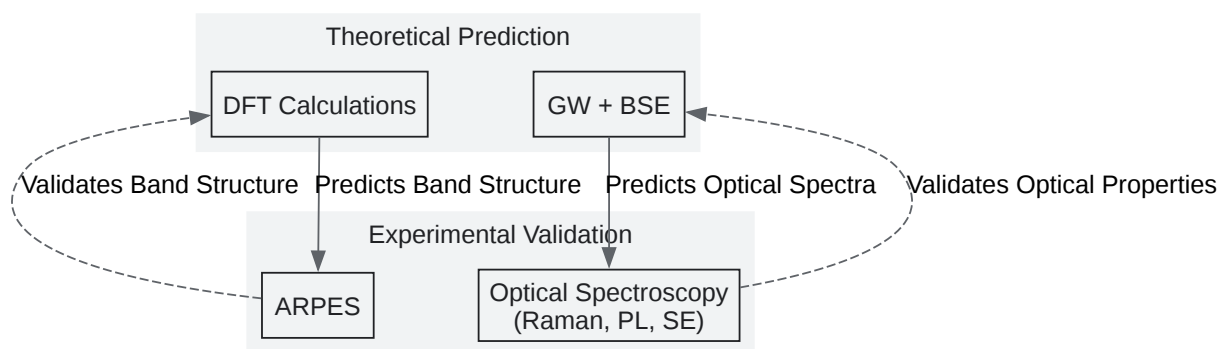 Theoretical Prediction
DFT Calculations
GW + BSE
Validates Band Structure
Predicts Band Structure
Predicts Optical Spectra
Validates Optical Properties
Experimental Validation
ARPES
Optical Spectroscopy
(Raman, PL, SE)